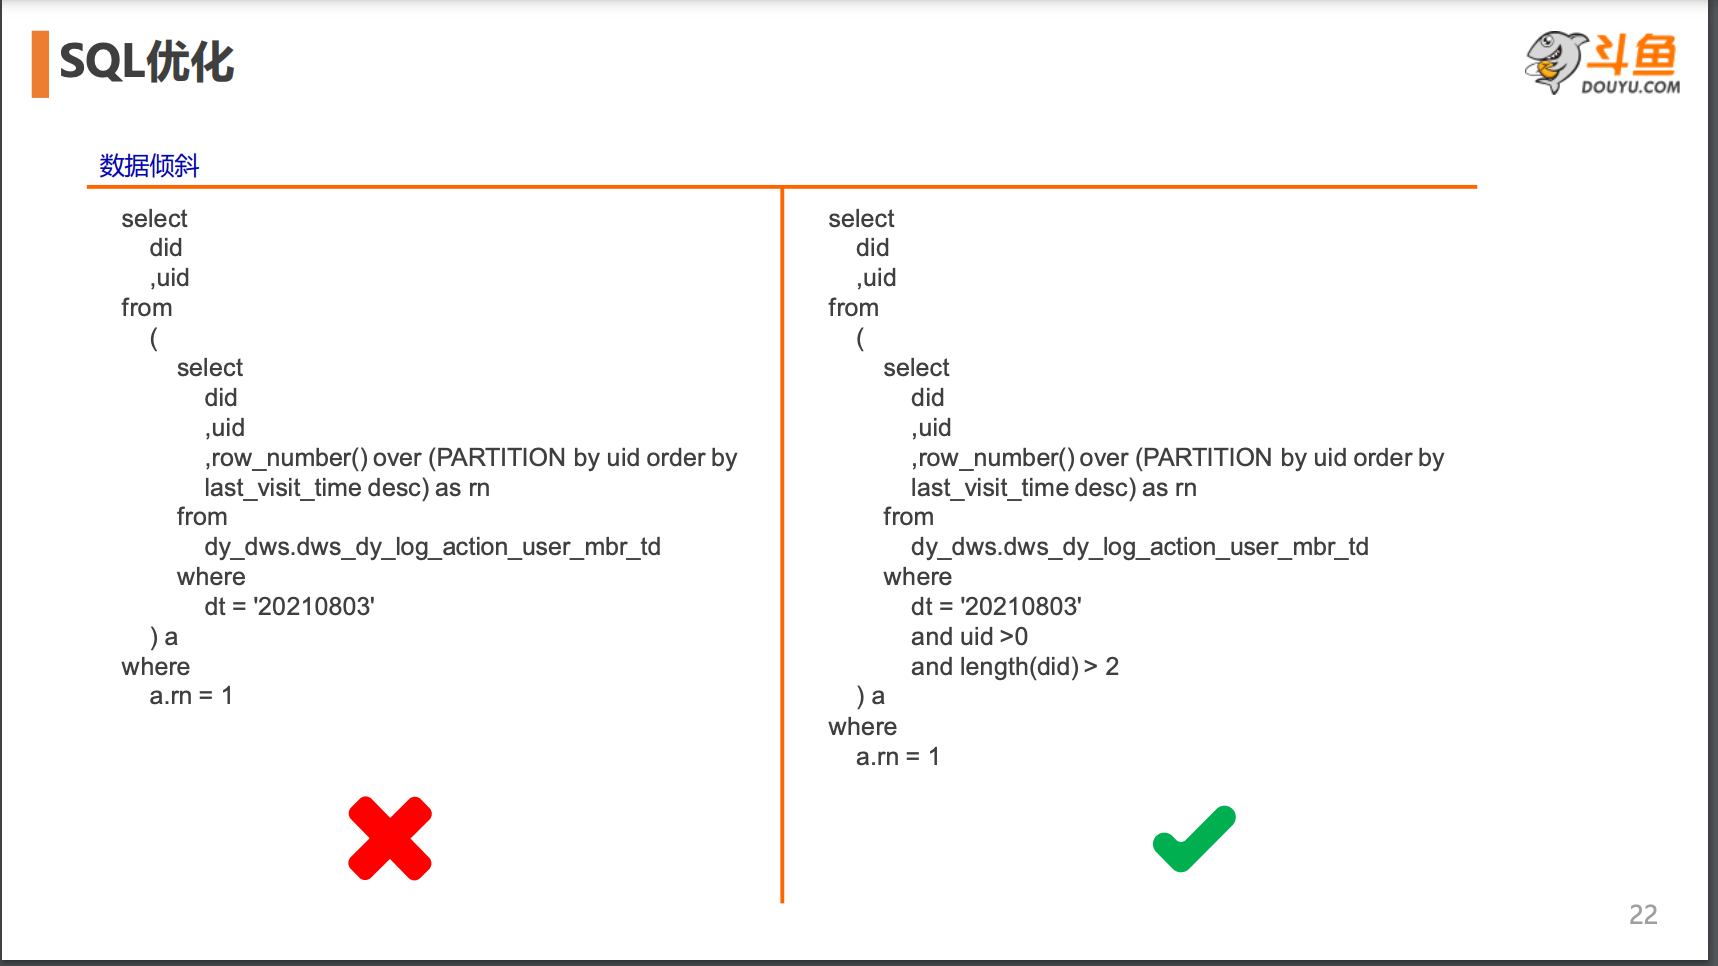 SQL优化
斗鱼
DOUYU.COM
数据倾斜
select
did
,uid
from
(
select
did
,uid
,row_number() over (PARTITION by uid order by
last_visit_time desc) as rn
from
dy_dws.dws_dy_log_action_user_mbr_td
where
dt = '20210803'
) a
where
a.rn = 1
select
did
,uid
from
(
select
did
,uid
,row_number() over (PARTITION by uid order by
last_visit_time desc) as rn
from
dy_dws.dws_dy_log_action_user_mbr_td
where
dt = '20210803'
and uid >0
and length(did) > 2
) a
where
a.rn = 1
22